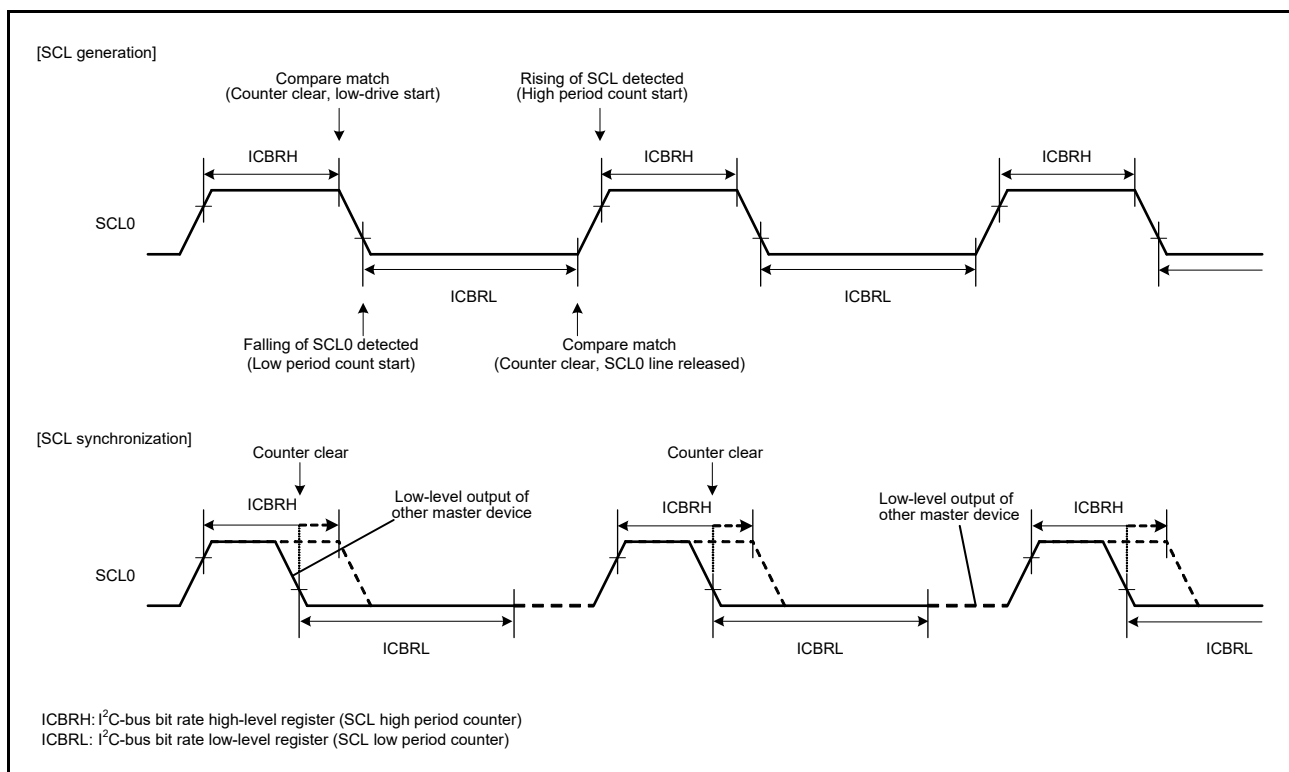 [SCL generation]
Compare match
(Counter clear, low-drive start)
Rising of SCL detected
(High period count start)
ICBRH
ICBRH
ICBRH
SCL0
ICBRL
ICBRL
Falling of SCL0 detected
(Low period count start)
Compare match
(Counter clear, SCL0 line released)
[SCL synchronization]
Counter clear
Counter clear
ICBRH
Low-level output of
other master device
ICBRH
Low-level output of
other master device
ICBRH
SCL0
ICBRL
ICBRL
ICBRL
ICBRH: I²C-bus bit rate high-level register (SCL high period counter)
ICBRL: I²C-bus bit rate low-level register (SCL low period counter)